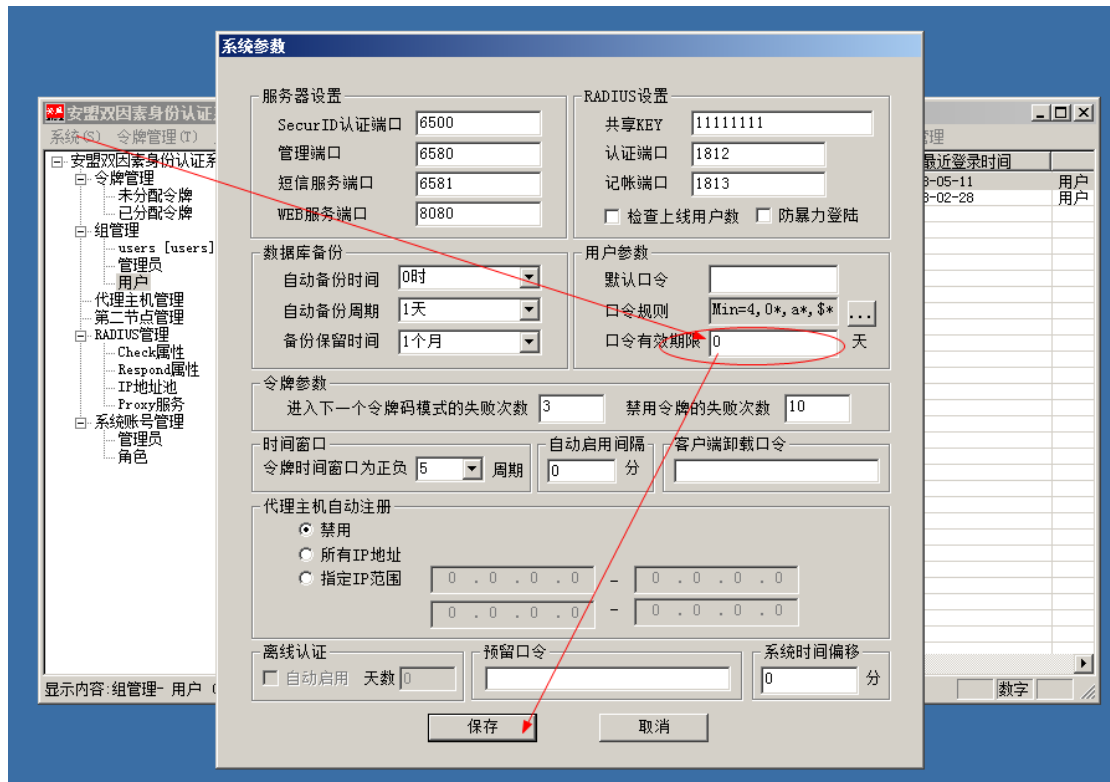 系统参数
服务器设置
SecurID认证端口 6500
管理端口 6580
短信服务端口 6581
WEB服务端口 8080
RADIUS设置
共享KEY 11111111
认证端口 1812
记帐端口 1813
检查上线用户数 防暴力登陆
数据库备份
自动备份时间 0时
自动备份周期 1天
备份保留时间 1个月
用户参数
默认口令
口令规则 Min=4,0*,a*,$* ...
口令有效期限 0 天
令牌参数
进入下一个令牌码模式的失败次数 3 禁用令牌的失败次数 10
时间窗口
令牌时间窗口为正负 5 周期
自动启用间隔
0 分
客户端卸载口令
代理主机自动注册
禁用
所有IP地址
指定IP范围 0 . 0 . 0 . 0 - 0 . 0 . 0 . 0
0 . 0 . 0 . 0 - 0 . 0 . 0 . 0
离线认证
自动启用 天数 0
预留口令
系统时间偏移
0 分
保存 取消
安盟双因素身份认证
系统(S) 令牌管理(T)
安盟双因素身份认证系
令牌管理
未分配令牌
已分配令牌
组管理
users [users]
管理员
用户
代理主机管理
第二节点管理
RADIUS管理
Check属性
Respond属性
IP地址池
Proxy服务
系统账号管理
管理员
角色
最近登录时间
-05-11 用户
-02-28 用户
显示内容:组管理- 用户
数字